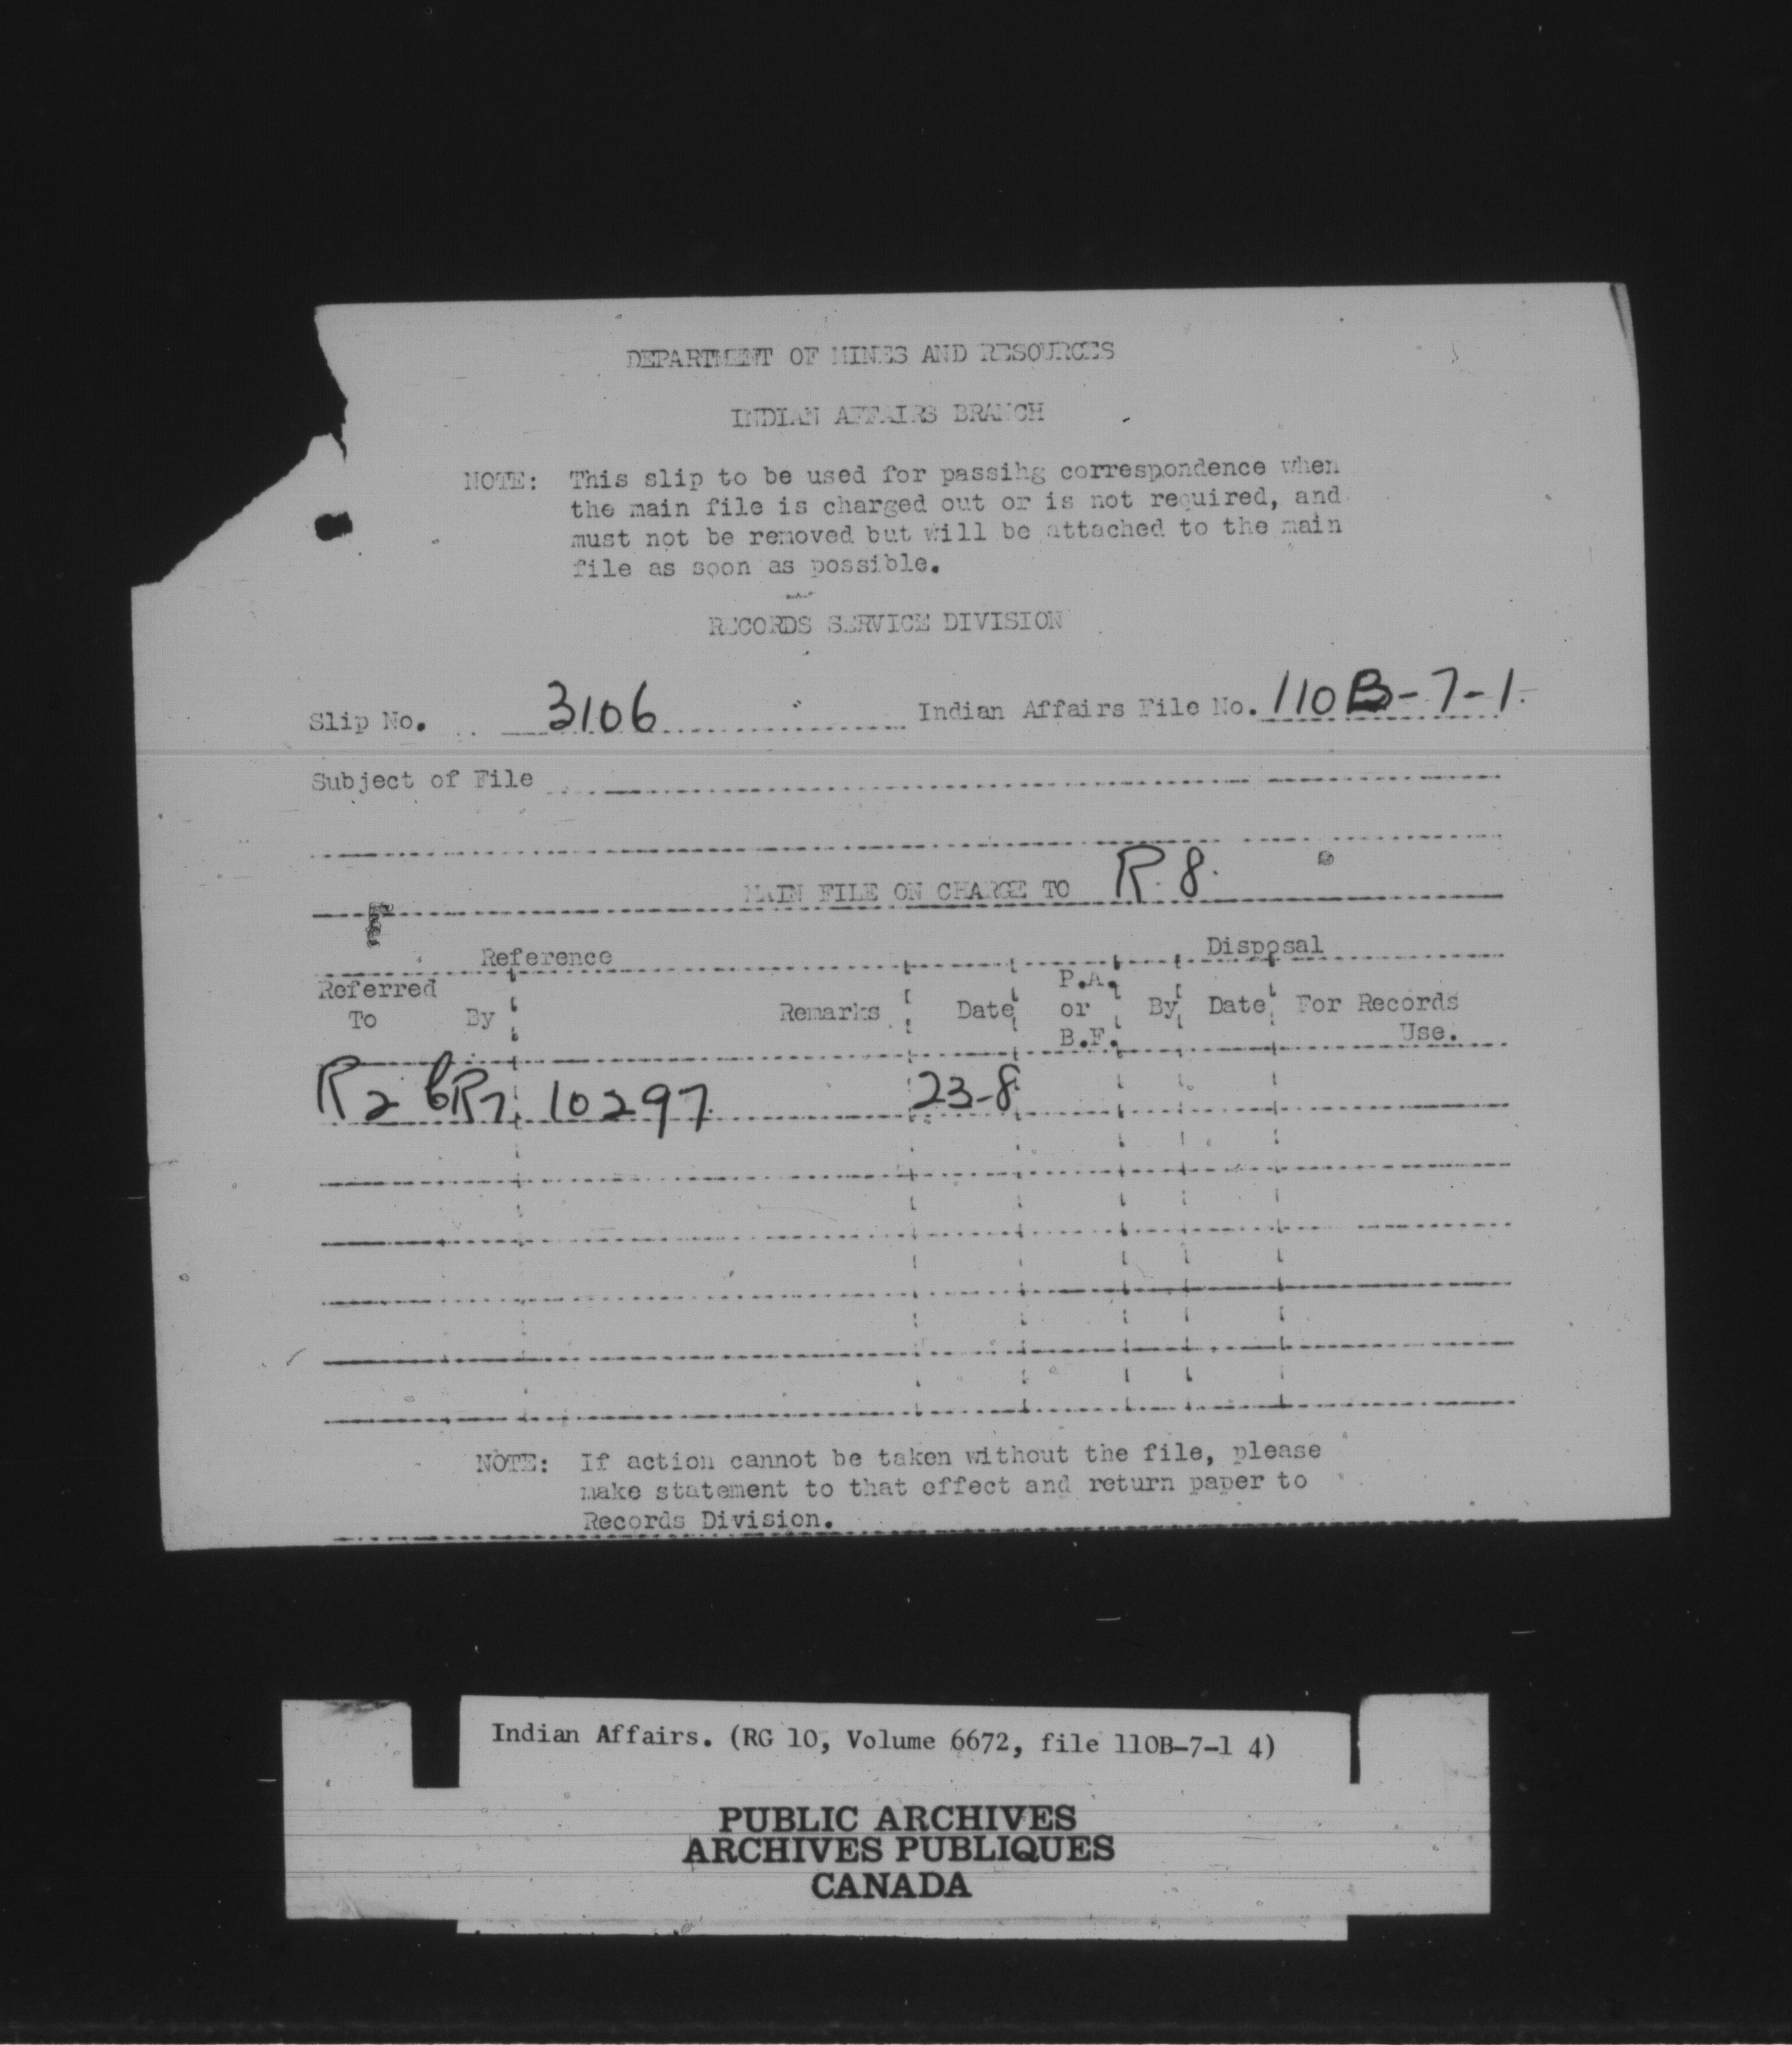 DEPARTMENT OF MINES AND RESOURCES
INDIAN AFFAIRS BRANCH
NOTE: This slip to be used for passihg correspondence when
the main file is charged out or is not required, and
must not be removed but will be attached to the main
file as soon as possible.
RECORDS SERVICE DIVISION
Slip No. 3106 Indian Affairs File No. 110B-7-1.
Subject of File
MAIN FILE ON CHARGE TO R.8.
Reference Disposal
Referred To By Remarks Date P.A. or B.F. By Date For Records Use.
R2 R7. 10297. 23-8
NOTE: If action cannot be taken without the file, please
make statement to that effect and return paper to
Records Division.
Indian Affairs. (RG 10, Volume 6672, file 110B-7-1 4)
PUBLIC ARCHIVES
ARCHIVES PUBLIQUES
CANADA